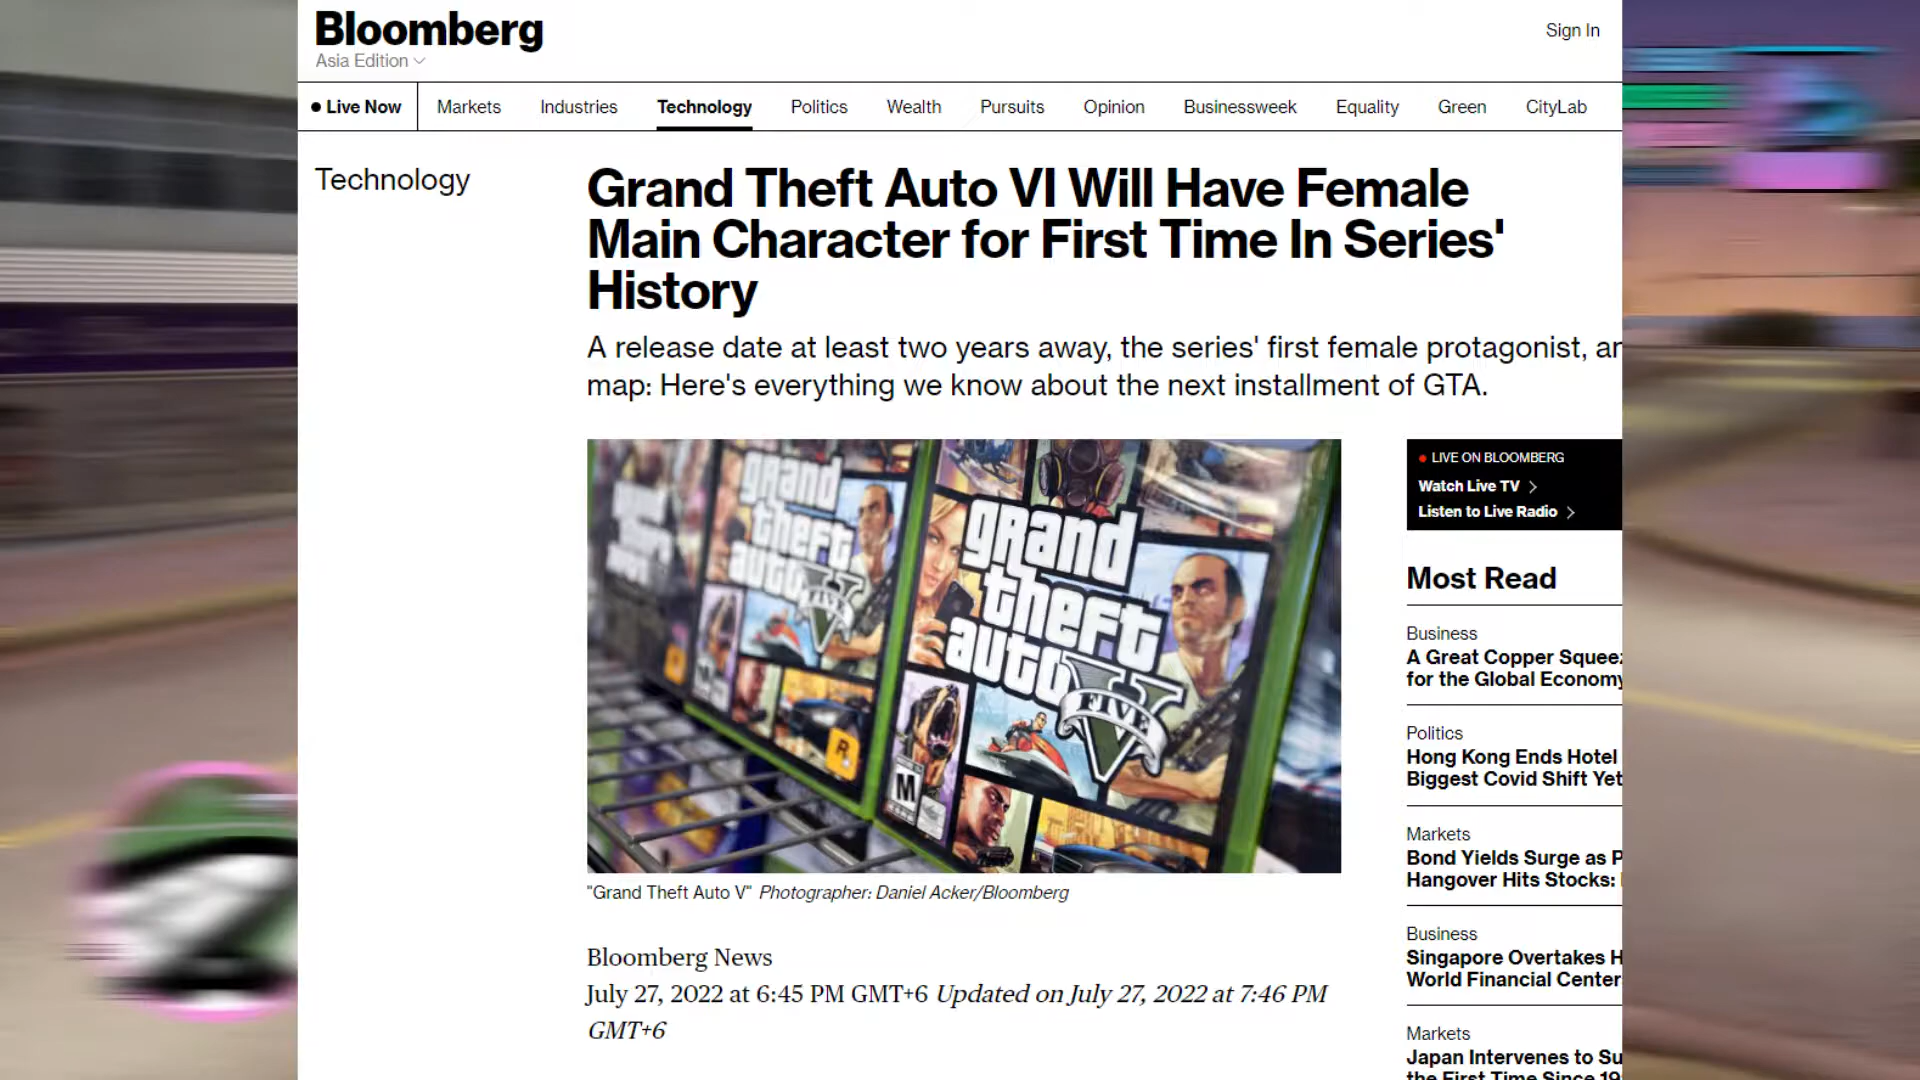 Bloomberg
Asia Edition
Sign In
Live Now
Markets
Industries
Technology
Politics
Wealth
Pursuits
Opinion
Businessweek
Equality
Green
CityLab
Technology
Grand Theft Auto VI Will Have Female
Main Character for First Time In Series'
History
A release date at least two years away, the series' first female protagonist,
map: Here's everything we know about the next installment of GTA.
grand
theft
auto
V
FIVE
R
grand
theft
auto
V
FIVE
M
"Grand Theft Auto V" Photographer: Daniel Acker/Bloomberg
Bloomberg News
July 27, 2022 at 6:45 PM GMT+6 Updated on July 27, 2022 at 7:46 PM
GMT+6
LIVE ON BLOOMBERG
Watch Live TV
Listen to Live Radio
Most Read
Business
A Great Copper
for the Global Economy
Politics
Hong Kong Ends Hotel
Biggest Covid Shift Yet
Markets
Bond Yields Surge as
Hangover Hits Stocks:
Business
Singapore Overtakes
World Financial Center
Markets
Japan Intervenes to
the First Time Since